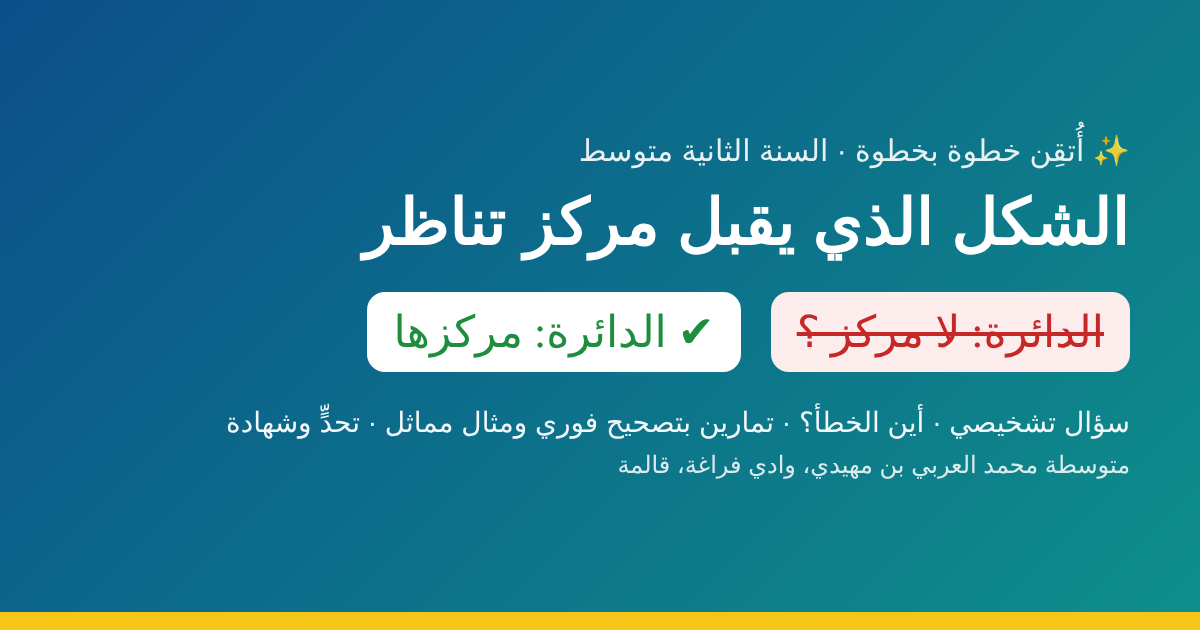 ✨ أُتقِن خطوة بخطوة · السنة الثانية متوسط
الشكل الذي يقبل مركز تناظر
الدائرة: لا مركز ؟
✔ الدائرة: مركزها
سؤال تشخيصي · أين الخطأ؟ · تمارين بتصحيح فوري ومثال مماثل · تحدٍّ وشهادة
متوسطة محمد العربي بن مهيدي، وادي فراغة، قالمة